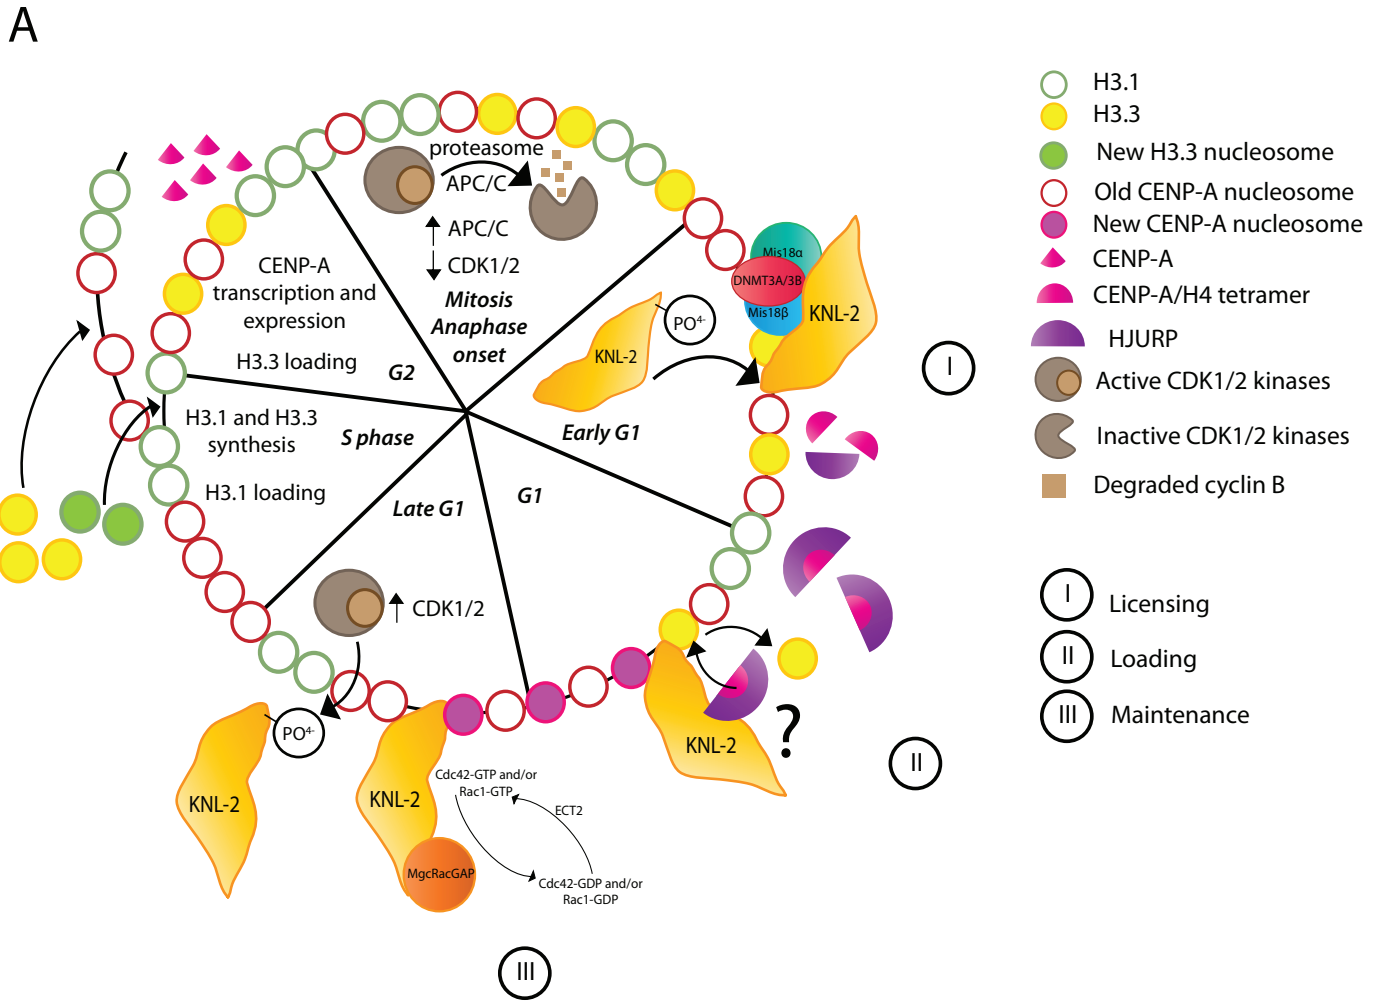 A
proteasome
APC/C
APC/C
CDK1/2
Mitosis
Anaphase
onset
CENP-A
transcription and
expression
H3.3 loading
G2
H3.1 and H3.3
synthesis
S phase
H3.1 loading
Late G1
CDK1/2
G1
Early G1
KNL-2
PO4-
Mis18α
DNMT3A/3B
Mis18β
KNL-2
I
KNL-2
?
II
KNL-2
PO4-
KNL-2
MgcRacGAP
Cdc42-GTP and/or
Rac1-GTP
ECT2
Cdc42-GDP and/or
Rac1-GDP
III
H3.1
H3.3
New H3.3 nucleosome
Old CENP-A nucleosome
New CENP-A nucleosome
CENP-A
CENP-A/H4 tetramer
HJURP
Active CDK1/2 kinases
Inactive CDK1/2 kinases
Degraded cyclin B
I Licensing
II Loading
III Maintenance